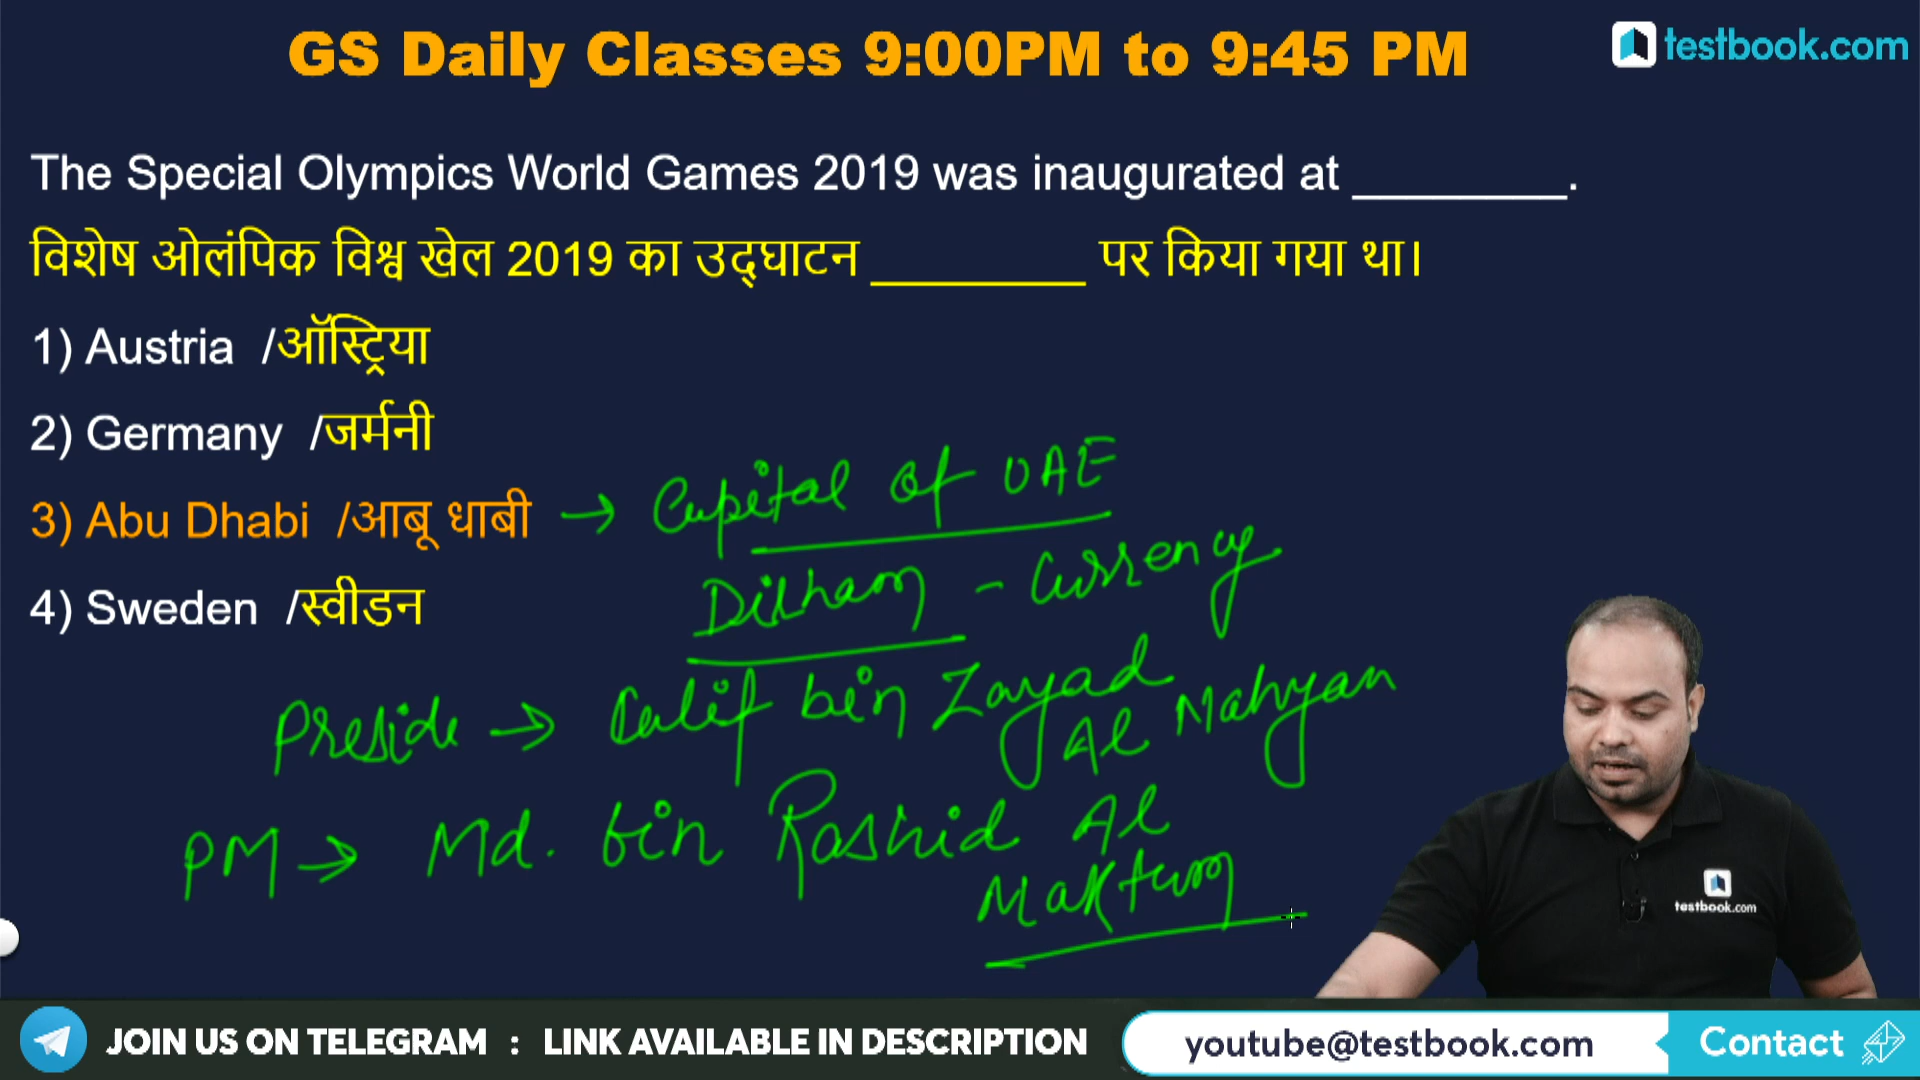 GS Daily Classes 9:00PM to 9:45 PM
testbook.com
The Special Olympics World Games 2019 was inaugurated at ________.
विशेष ओलंपिक विश्व खेल 2019 का उद्घाटन ________ पर किया गया था।
1) Austria /ऑस्ट्रिया
2) Germany /जर्मनी
3) Abu Dhabi /आबू धाबी → Capital of UAE
Dirham - Currency
4) Sweden /स्वीडन
Preside → Calif bin Zayad
Al Nahyan
PM → Md. bin Rashid Al
Maktum
testbook.com
JOIN US ON TELEGRAM : LINK AVAILABLE IN DESCRIPTION
youtube@testbook.com
Contact